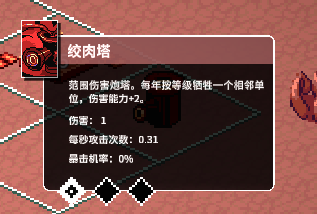 绞肉塔
范围伤害炮塔。每年按等级牺牲一个相邻单
位，伤害能力+2。
伤害： 1
每秒攻击次数：0.31
暴击机率：0%